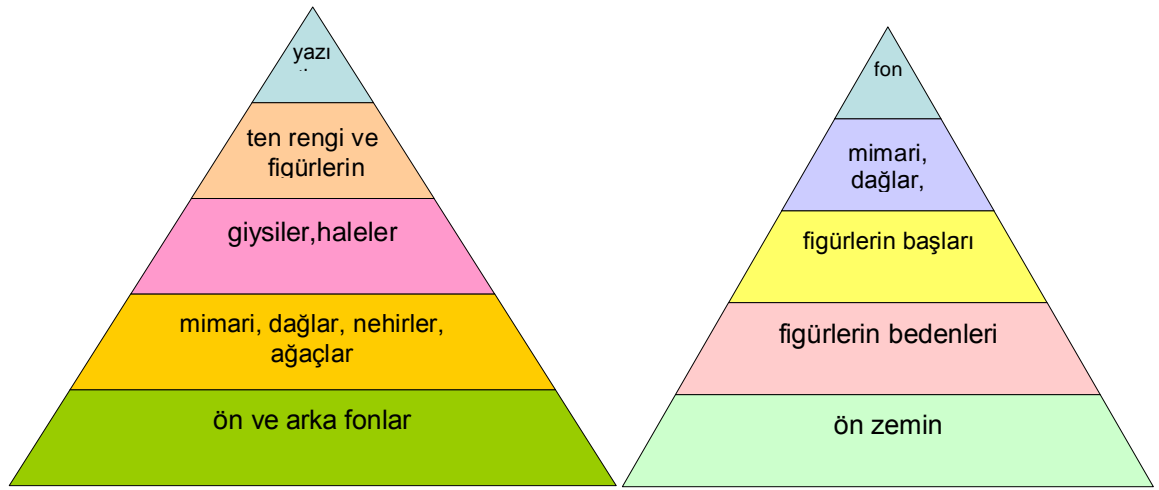 yazı
ten rengi ve
figürlerin
giysiler,haleler
mimari, dağlar, nehirler,
ağaçlar
ön ve arka fonlar
fon
mimari,
dağlar,
figürlerin başları
figürlerin bedenleri
ön zemin